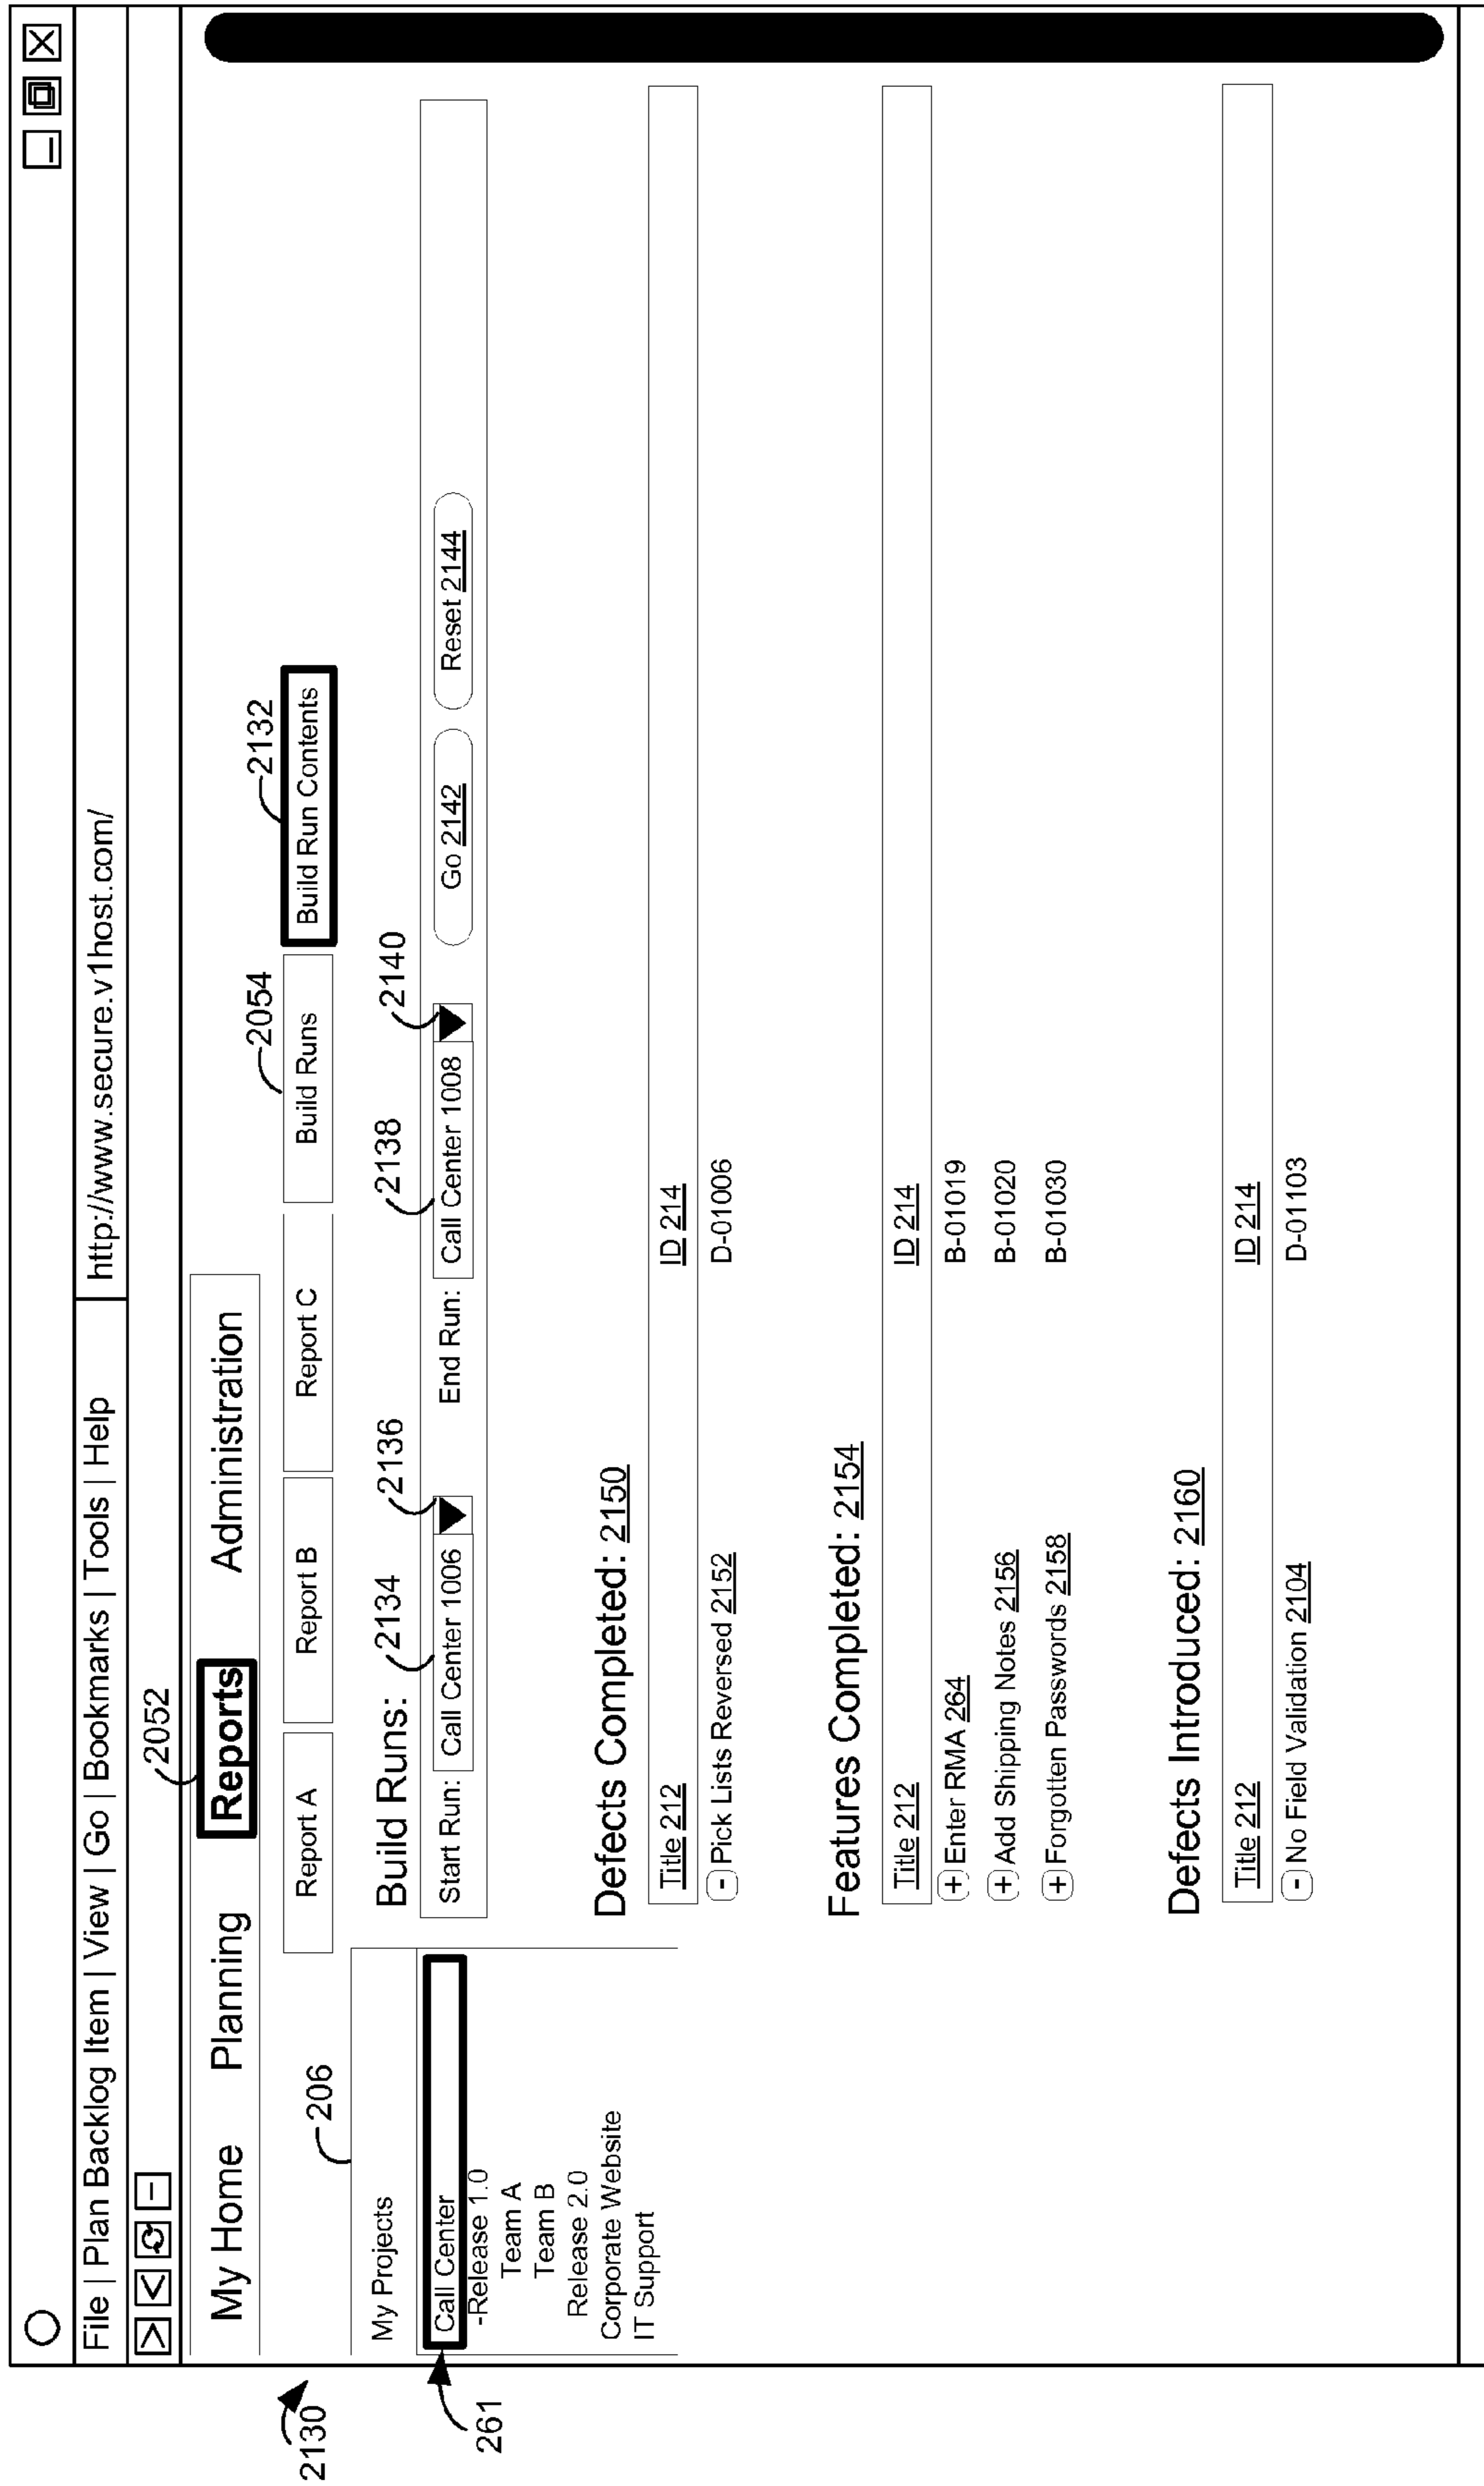 File | Plan Backlog Item | View | Go | Bookmarks | Tools | Help
http://www.secure.v1host.com/
2052
My Home Planning Reports Administration
2054
2132
2130
206
Report A Report B Report C Build Runs Build Run Contents
My Projects
Build Runs:
2134
2136
2138
2140
261
Call Center
Start Run: Call Center 1006 End Run: Call Center 1008 Go 2142 Reset 2144
-Release 1.0
Team A
Team B
Release 2.0
Corporate Website
IT Support
Defects Completed: 2150
Title 212 ID 214
- Pick Lists Reversed 2152 D-01006
Features Completed: 2154
Title 212 ID 214
+ Enter RMA 264 B-01019
+ Add Shipping Notes 2156 B-01020
+ Forgotten Passwords 2158 B-01030
Defects Introduced: 2160
Title 212 ID 214
- No Field Validation 2104 D-01103